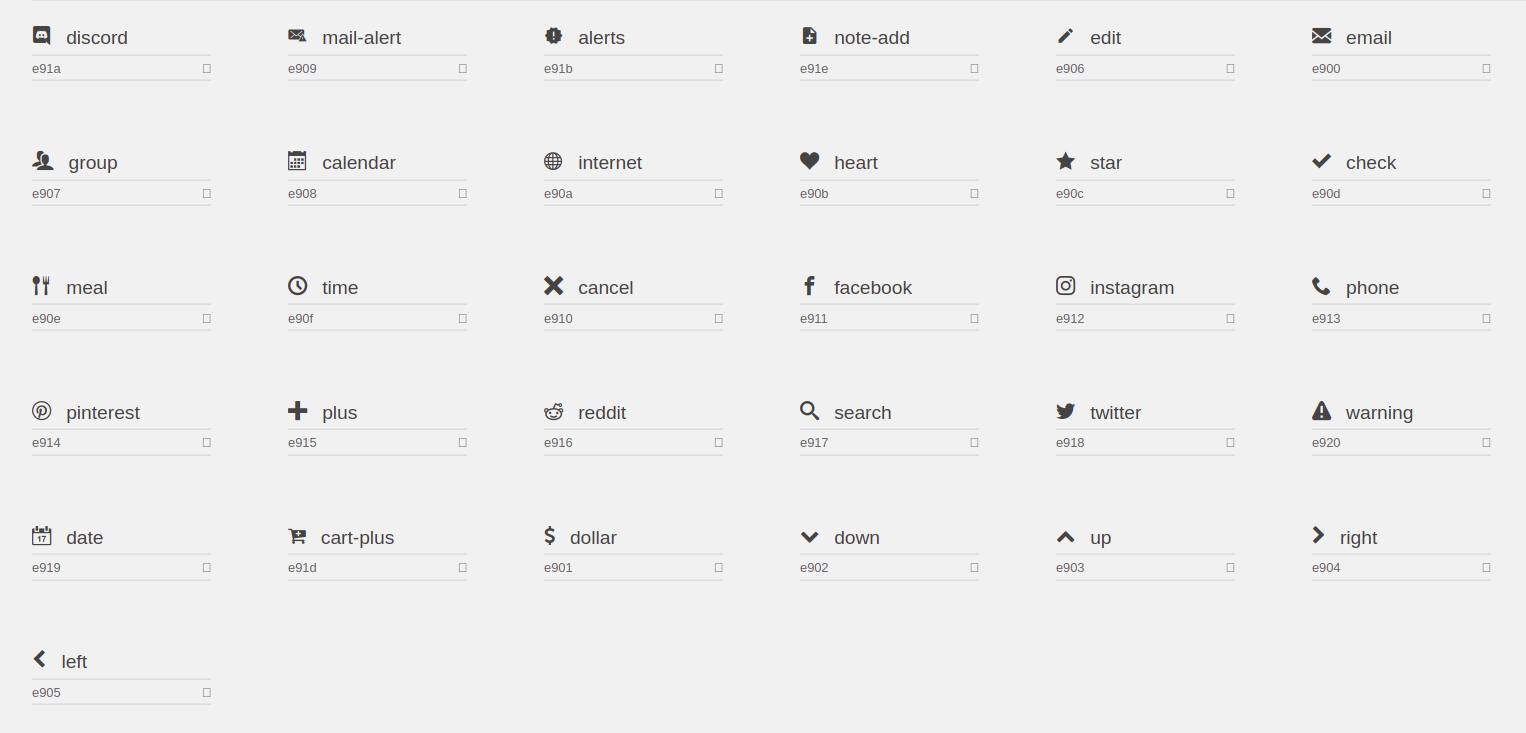 discord mail-alert alerts note-add edit email
e91a e909 e91b e91e e906 e900
group calendar internet heart star check
e907 e908 e90a e90b e90c e90d
meal time cancel facebook instagram phone
e90e e90f e910 e911 e912 e913
pinterest plus reddit search twitter warning
e914 e915 e916 e917 e918 e920
date cart-plus dollar down up right
e919 e91d e901 e902 e903 e904
left
e905